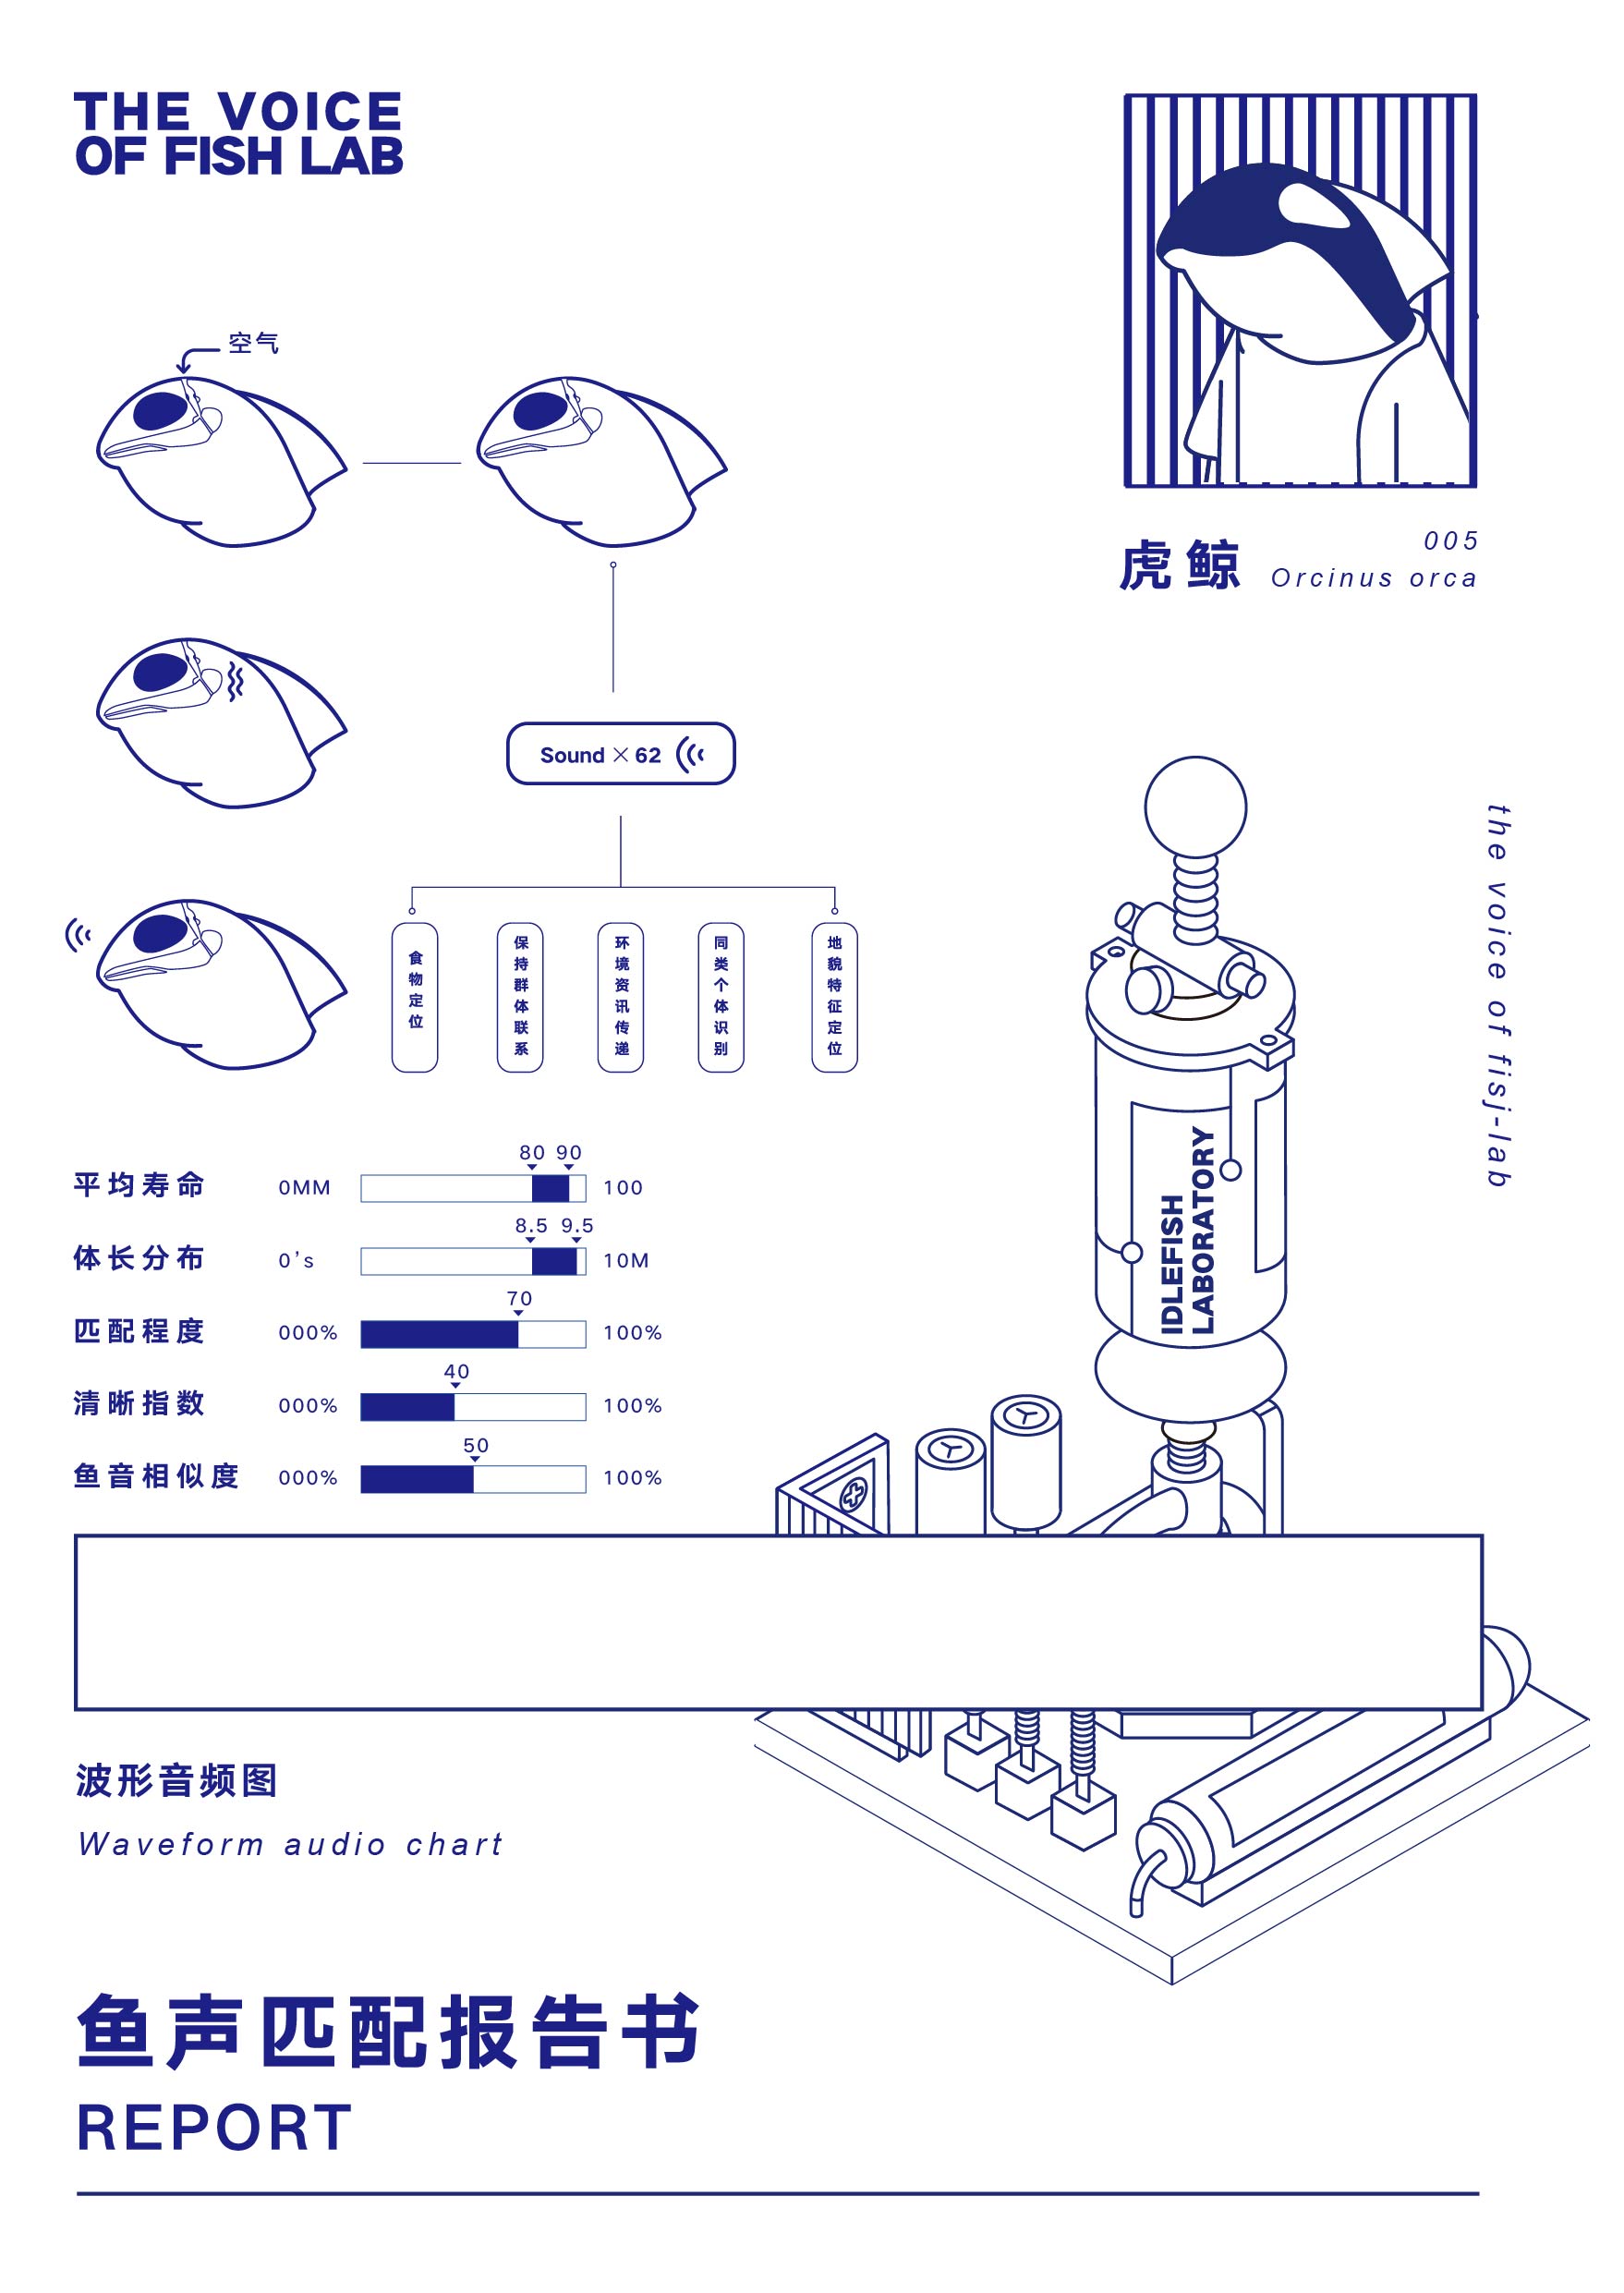 THE VOICE
OF FISH LAB
空气
虎鲸
005
Orcinus orca
Sound × 62
食物定位
保持群体联系
环境资讯传递
同类个体识别
地貌特征定位
the voice of fisj-lab
IDLEFISH
LABORATORY
80 90
平均寿命 0MM 100
8.5 9.5
体长分布 0's 10M
70
匹配程度 000% 100%
40
清晰指数 000% 100%
50
鱼音相似度 000% 100%
波形音频图
Waveform audio chart
鱼声匹配报告书
REPORT